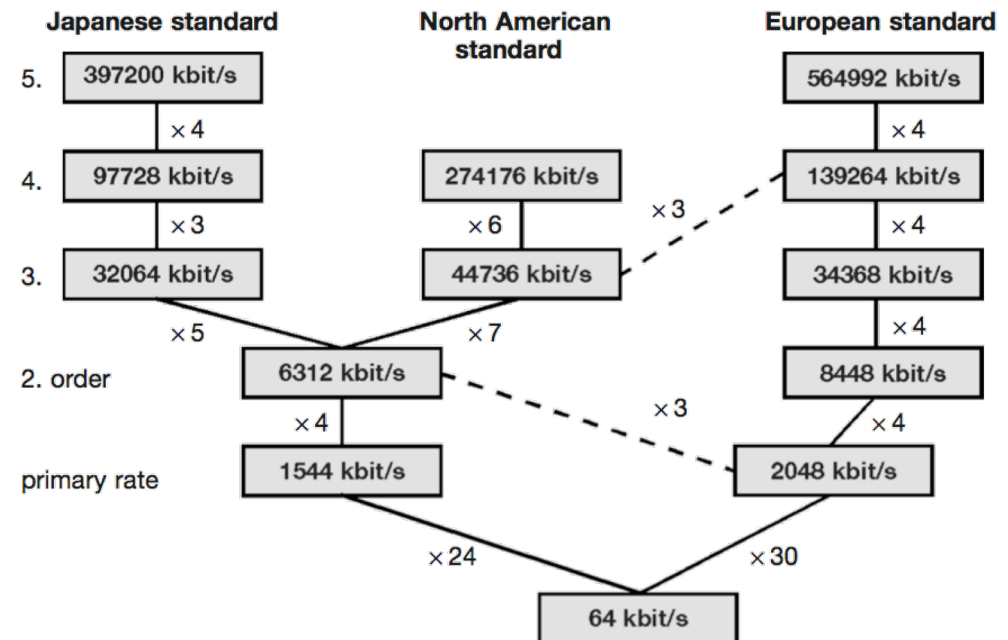 Japanese standard
North American
standard
European standard
5.
397200 kbit/s
564992 kbit/s
×4
×4
4.
97728 kbit/s
274176 kbit/s
139264 kbit/s
×3
×3
×6
×4
3.
32064 kbit/s
44736 kbit/s
34368 kbit/s
×5
×7
×4
2. order
6312 kbit/s
8448 kbit/s
×3
×4
×4
primary rate
1544 kbit/s
2048 kbit/s
×24
×30
64 kbit/s